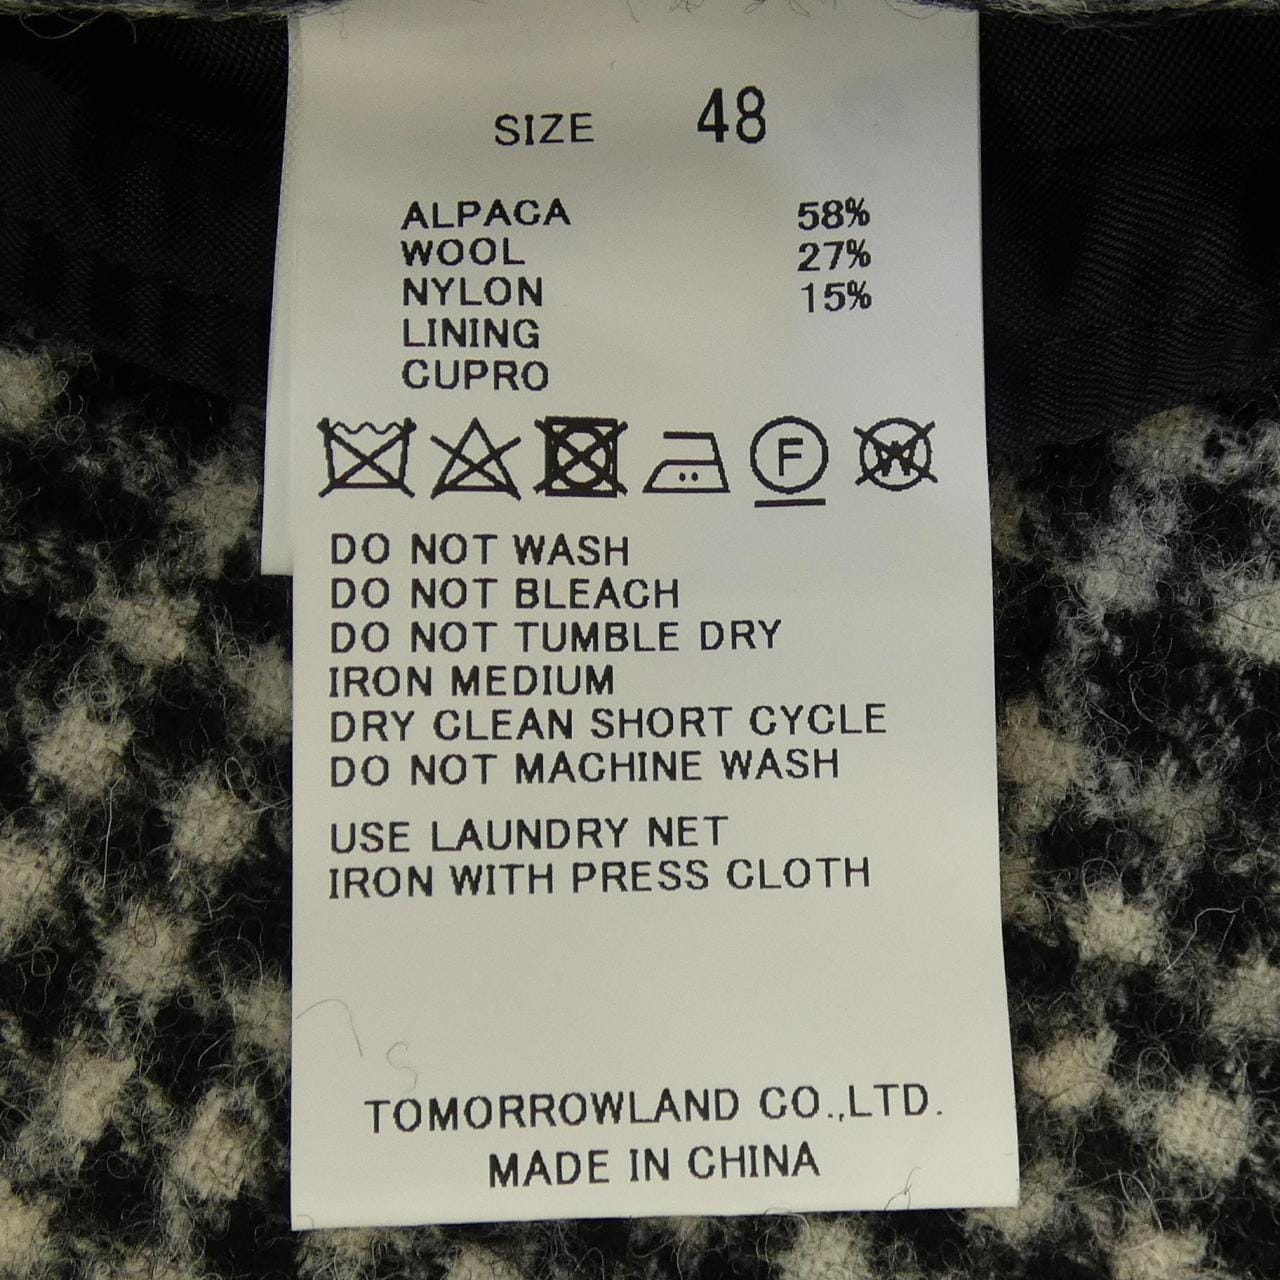 SIZE 48
ALPACA 58%
WOOL 27%
NYLON 15%
LINING
CUPRO
F W
DO NOT WASH
DO NOT BLEACH
DO NOT TUMBLE DRY
IRON MEDIUM
DRY CLEAN SHORT CYCLE
DO NOT MACHINE WASH
USE LAUNDRY NET
IRON WITH PRESS CLOTH
TOMORROWLAND CO.,LTD.
MADE IN CHINA